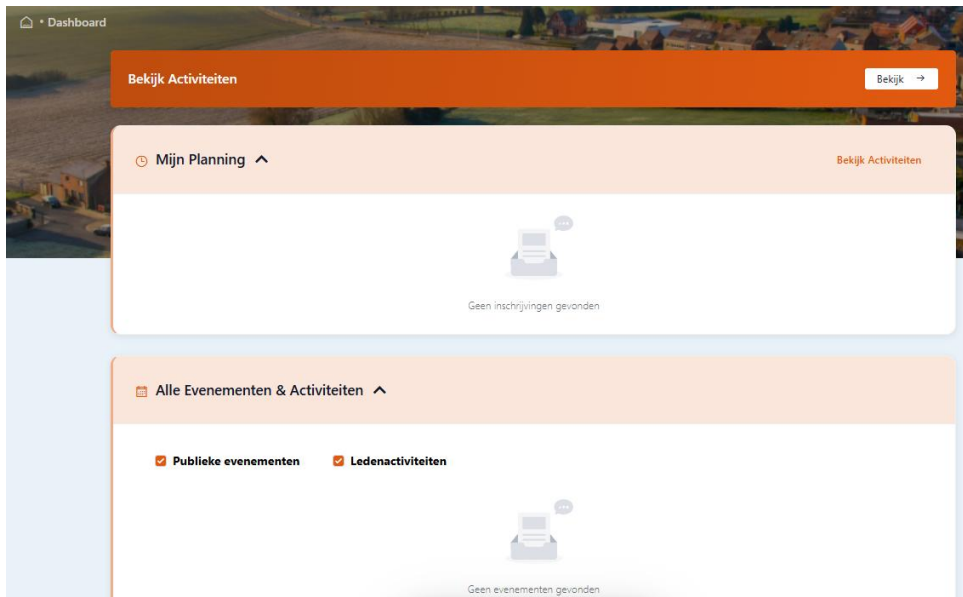 • Dashboard
Bekijk Activiteiten
Bekijk →
Mijn Planning
Bekijk Activiteiten
Geen inschrijvingen gevonden
Alle Evenementen & Activiteiten
Publieke evenementen
Ledenactiviteiten
Geen evenementen gevonden